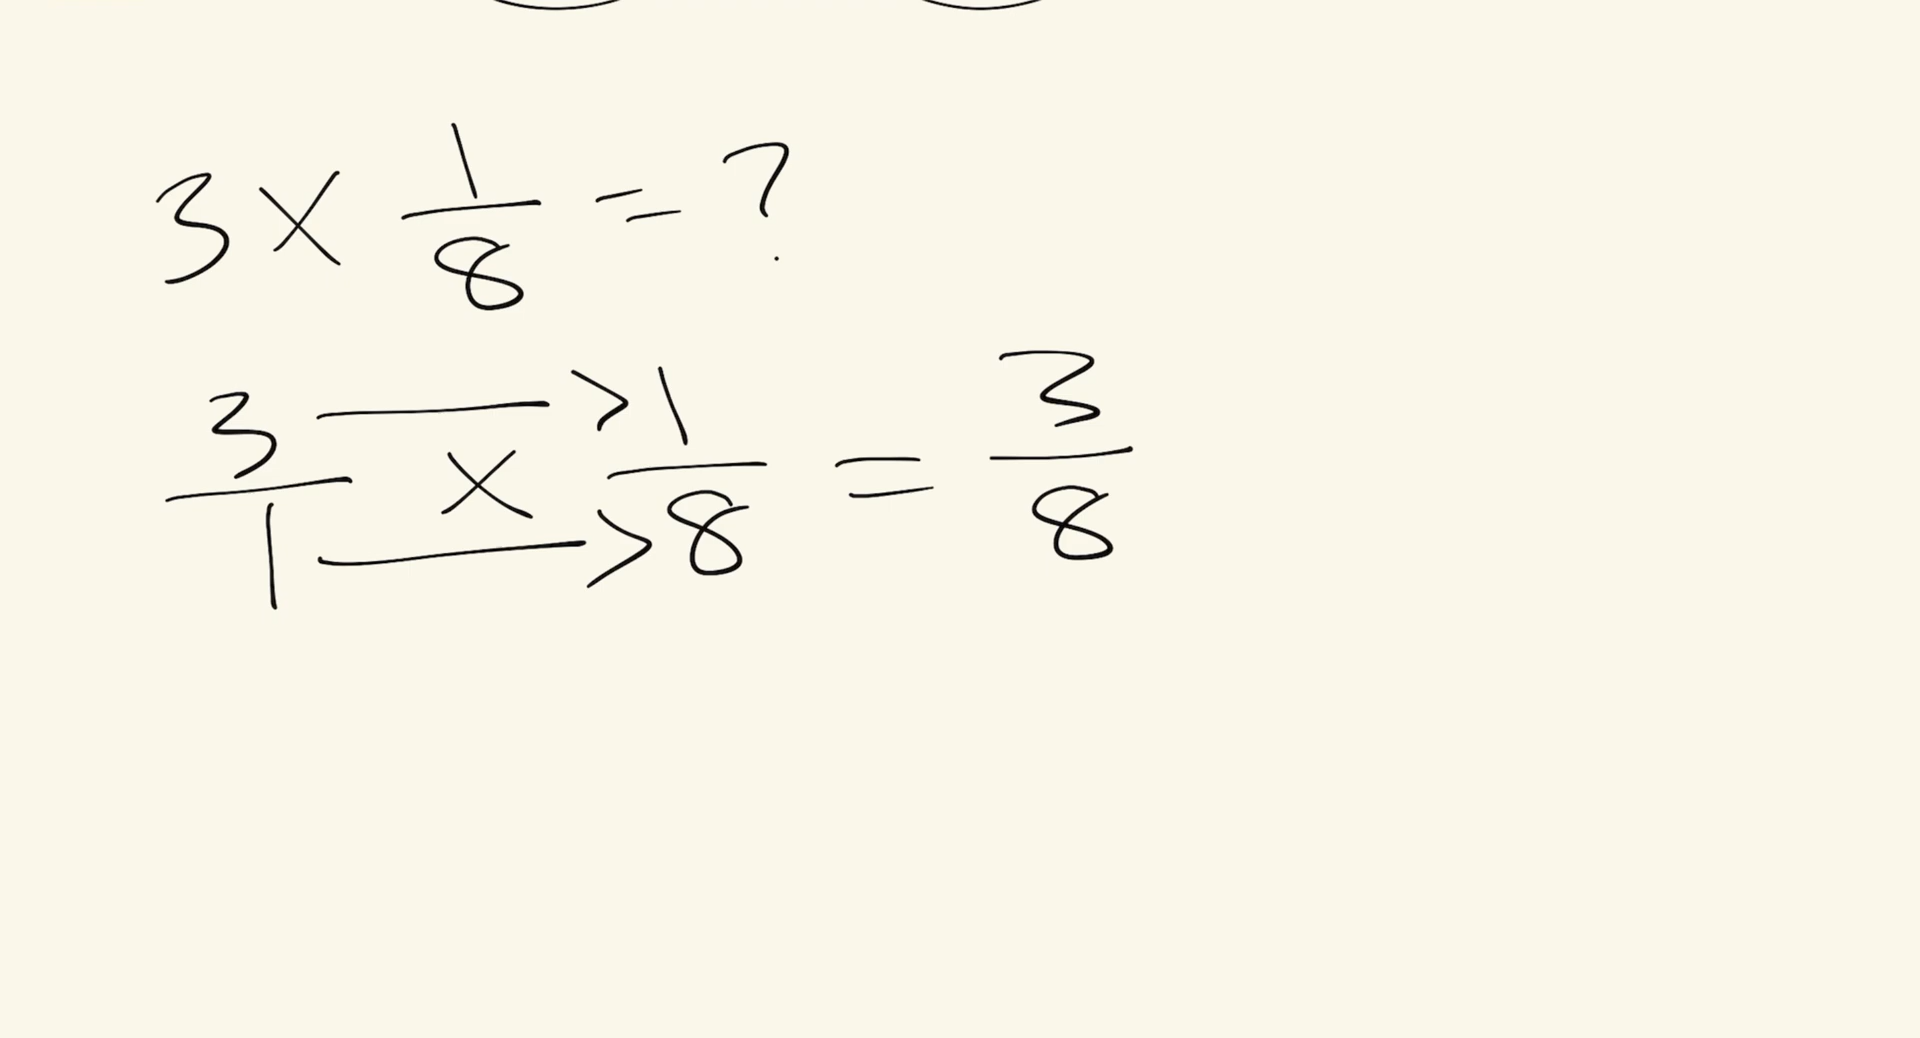 3 × 1/8 = ?
3/1 × 1/8 = 3/8